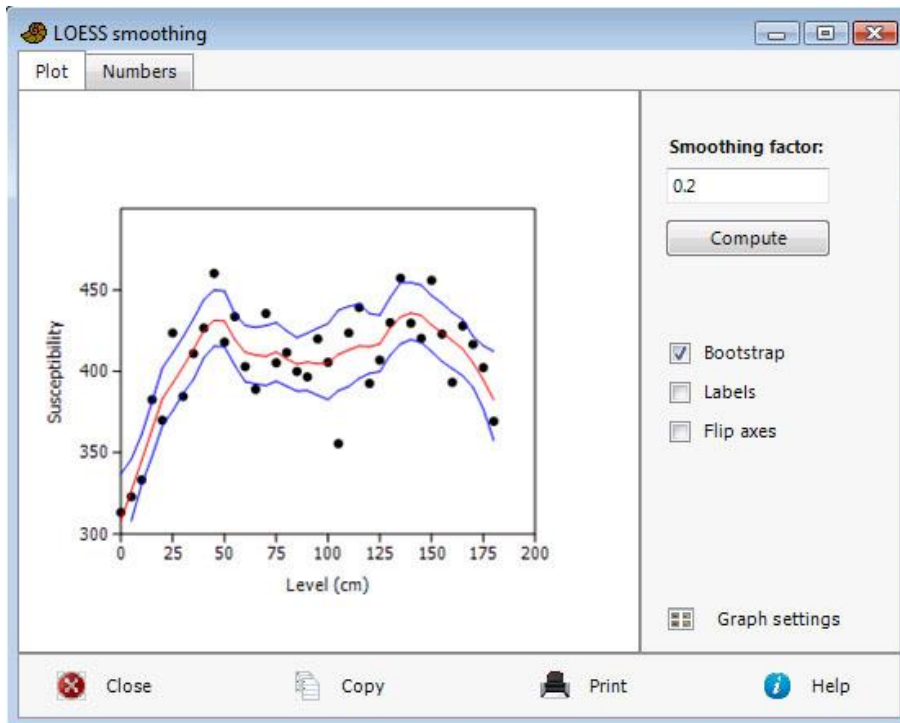 LOESS smoothing
Plot
Numbers
Smoothing factor:
0.2
Compute
Bootstrap
Labels
Flip axes
Graph settings
Susceptibility
450
400
350
300
0 25 50 75 100 125 150 175 200
Level (cm)
Close Copy Print Help